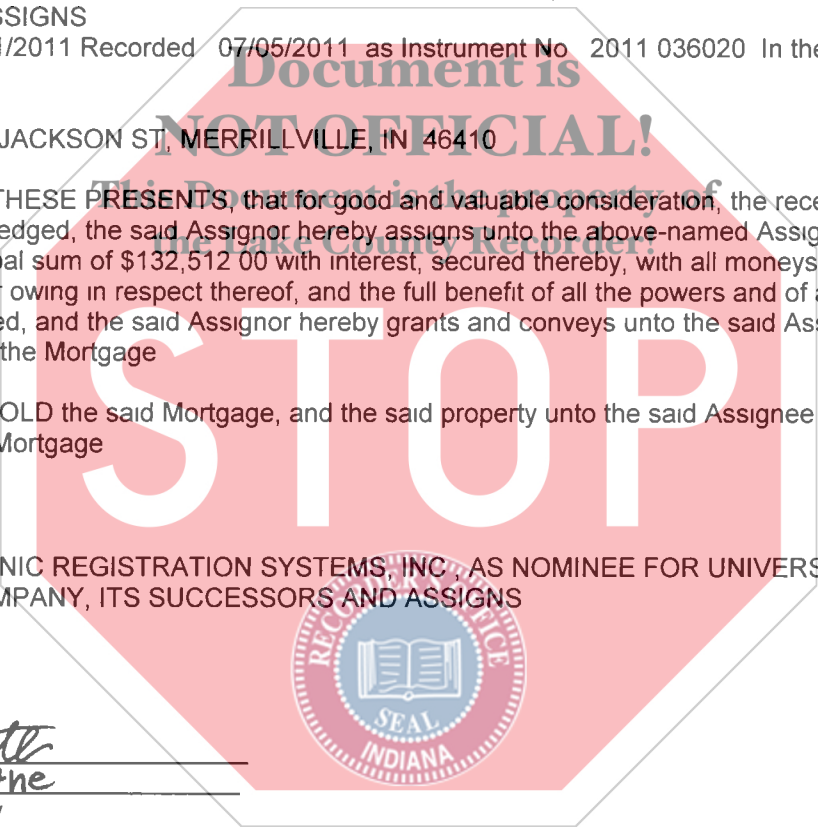 SSIGNS
/2011 Recorded 07/05/2011 as Instrument No 2011 036020 In the
Document is
JACKSON ST, MERRILLVILLE, IN 46410
NOT OFFICIAL!
THESE PRESENTS, that for good and valuable consideration, the rece
This Document is the property of
edged, the said Assignor hereby assigns unto the above-named Assig
the Lake County Recorder!
pal sum of $132,512 00 with interest, secured thereby, with all moneys
owing in respect thereof, and the full benefit of all the powers and of a
ed, and the said Assignor hereby grants and conveys unto the said Ass
the Mortgage
STOP
OLD the said Mortgage, and the said property unto the said Assignee
Mortgage
NIC REGISTRATION SYSTEMS, INC , AS NOMINEE FOR UNIVERS
MPANY, ITS SUCCESSORS AND ASSIGNS
RECORDER'S OFFICE
SEAL
INDIANA